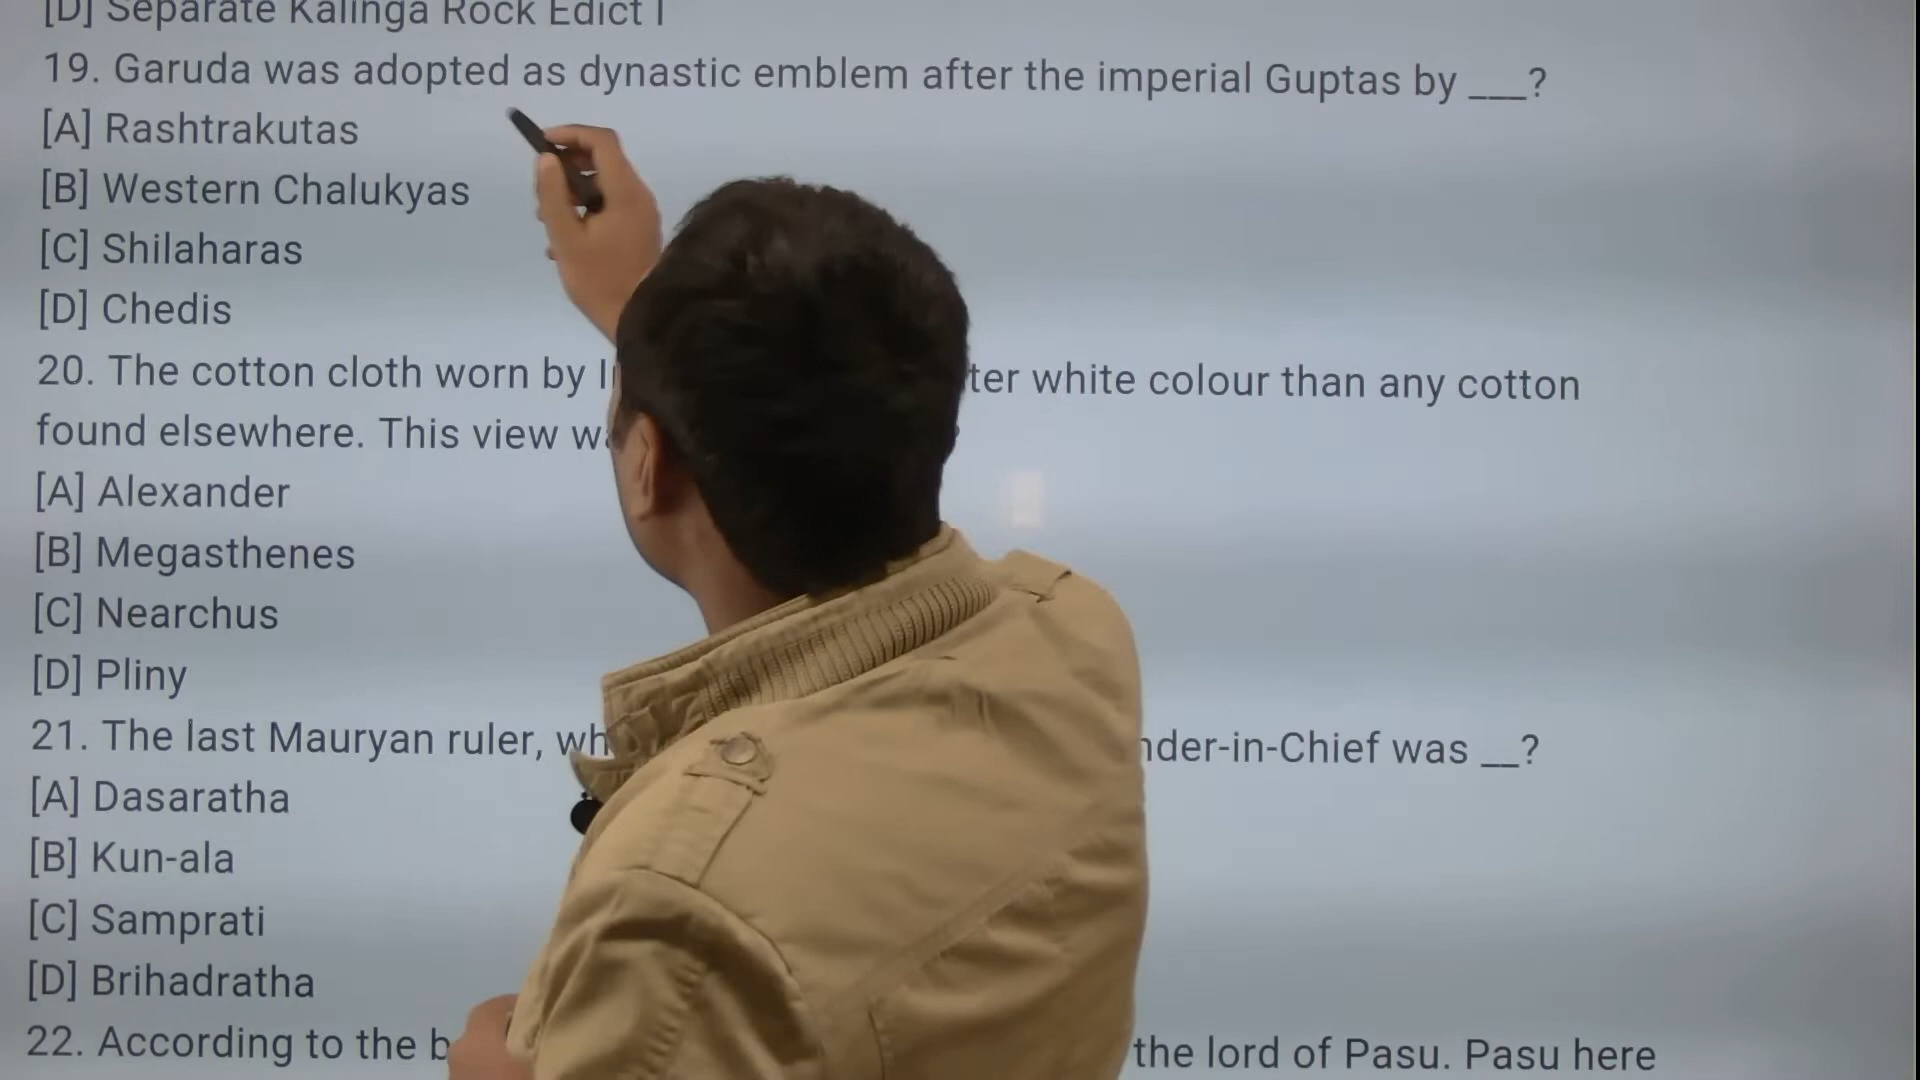 [D] Separate Kalinga Rock Edict I
19. Garuda was adopted as dynastic emblem after the imperial Guptas by ___?
[A] Rashtrakutas
[B] Western Chalukyas
[C] Shilaharas
[D] Chedis
20. The cotton cloth worn by ter white colour than any cotton
found elsewhere. This view
[A] Alexander
[B] Megasthenes
[C] Nearchus
[D] Pliny
21. The last Mauryan ruler, nder-in-Chief was __?
[A] Dasaratha
[B] Kun-ala
[C] Samprati
[D] Brihadratha
22. According to the the lord of Pasu. Pasu here